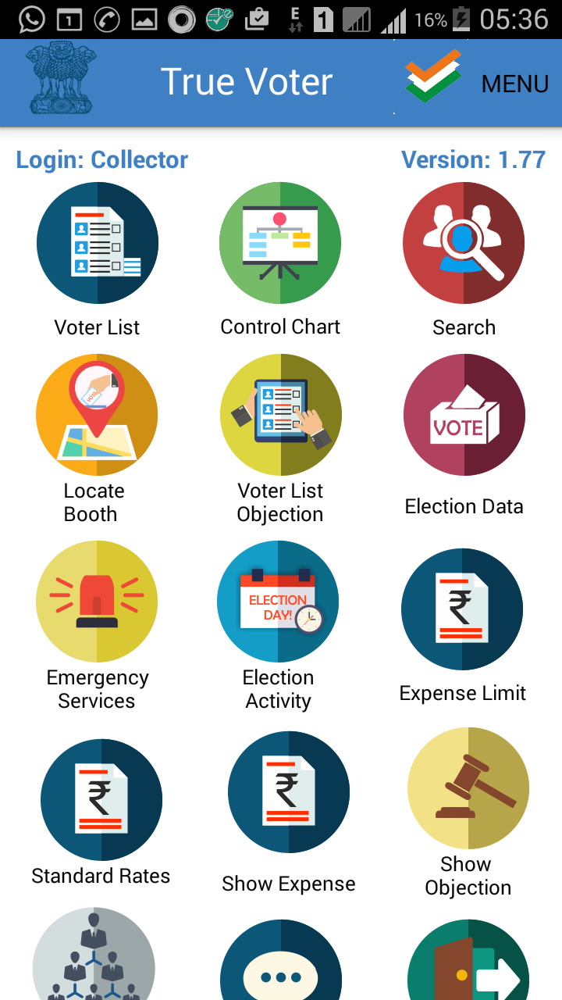 1
E
1
16%
05:36
True Voter
MENU
Login: Collector
Version: 1.77
Voter List
Control Chart
Search
VOTE
VOTE
Locate
Booth
Voter List
Objection
Election Data
ELECTION
DAY!
Emergency
Services
Election
Activity
Expense Limit
₹
₹
₹
Standard Rates
Show Expense
Show
Objection